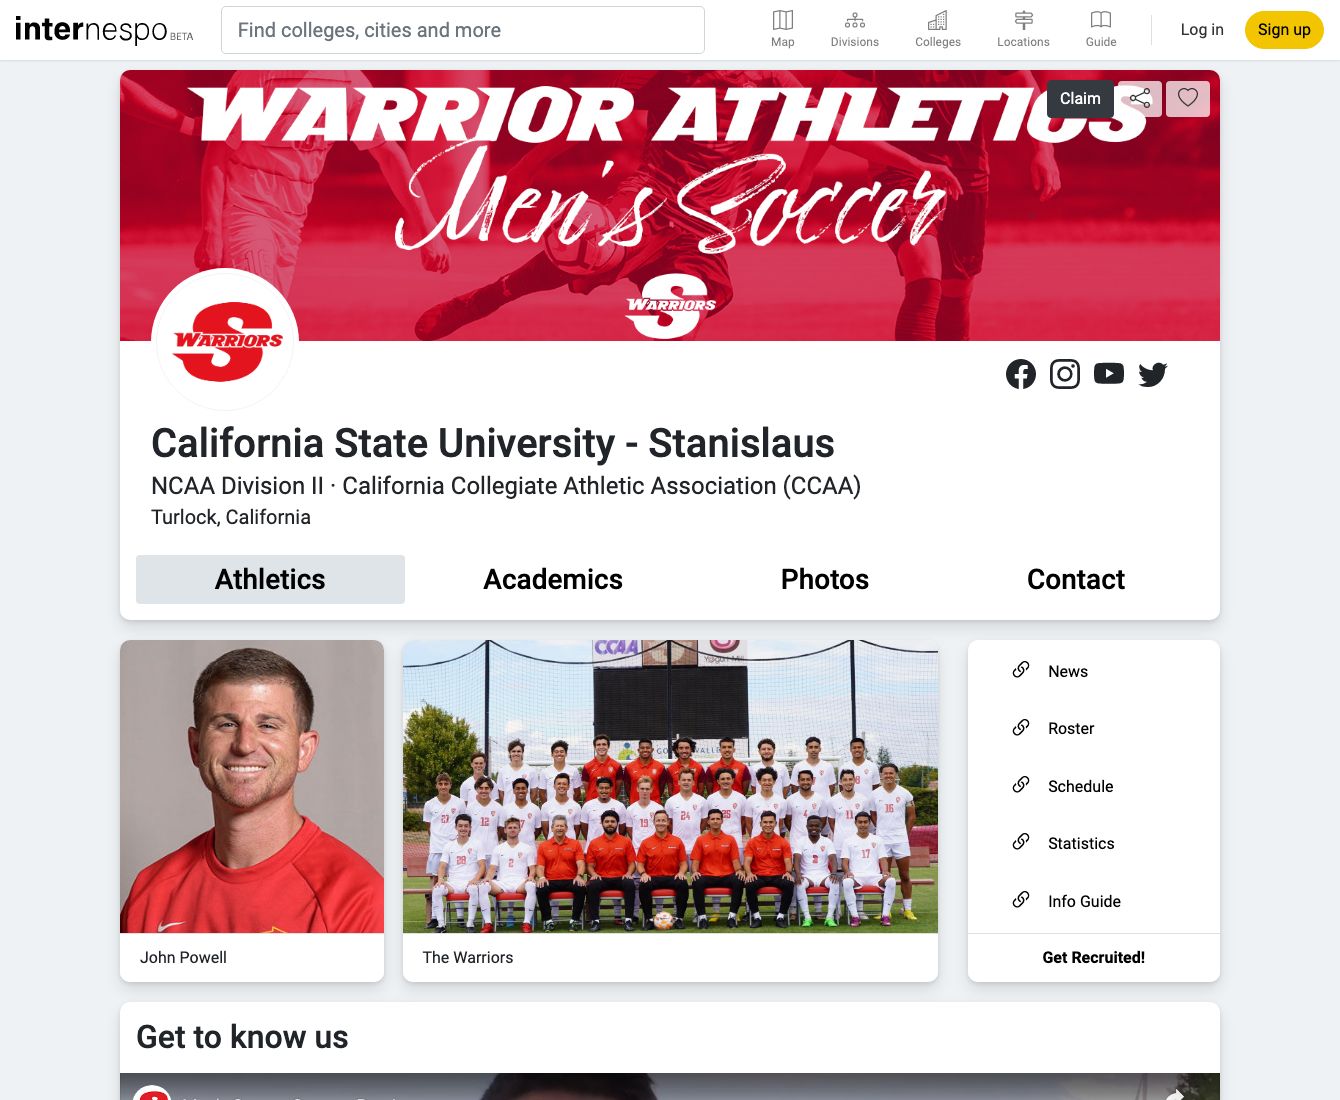 internespo BETA
Find colleges, cities and more
Map
Divisions
Colleges
Locations
Guide
Log in
Sign up
WARRIOR ATHLETICS
Claim
Men's Soccer
WARRIORS
WARRIORS
California State University - Stanislaus
NCAA Division II · California Collegiate Athletic Association (CCAA)
Turlock, California
Athletics
Academics
Photos
Contact
CCAA
John Powell
The Warriors
News
Roster
Schedule
Statistics
Info Guide
Get Recruited!
Get to know us